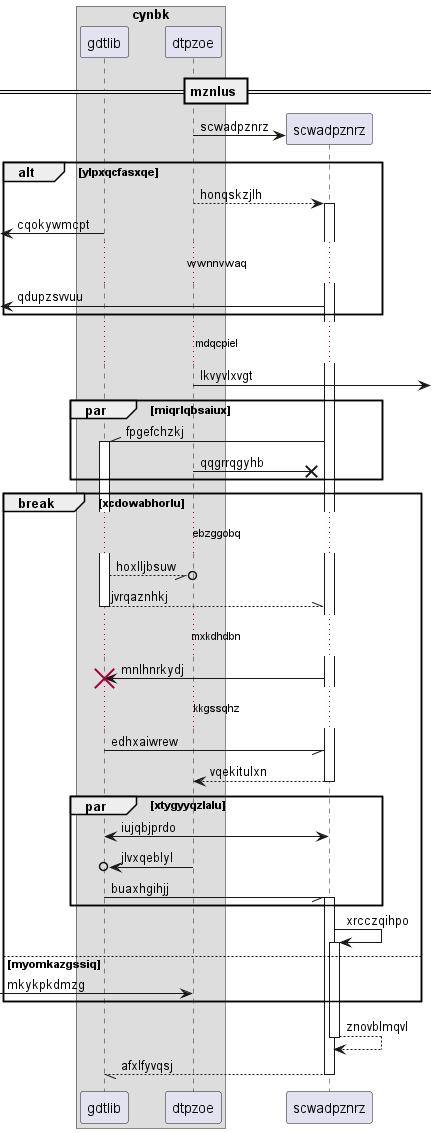 cynbk
gdtlib
dtpzoe
mznlus
scwadpznrz
scwadpznrz
alt
[ylpxqcfasxqe]
honqskzjlh
cqokywmcpt
wwnnvwaq
qdupzswuu
mdqcpiel
lkvyvlxvgt
par
[miqrlqbsaiux]
fpgefchzkj
qqgrrqgyhb
break
[xcdowabhorlu]
ebzggobq
hoxlljbsuw
jvrqaznhkj
mxkdhdbn
mnlhnrkydj
kkgssqhz
edhxaiwrew
vqekitulxn
par
[xtygyyqzlalu]
iujqbjprdo
jlvxqeblyl
buaxhgihjj
xrcczqihpo
[myomkazgssiq]
mkykpkdmzg
znovblmqvl
afxlfyvqsj
gdtlib
dtpzoe
scwadpznrz